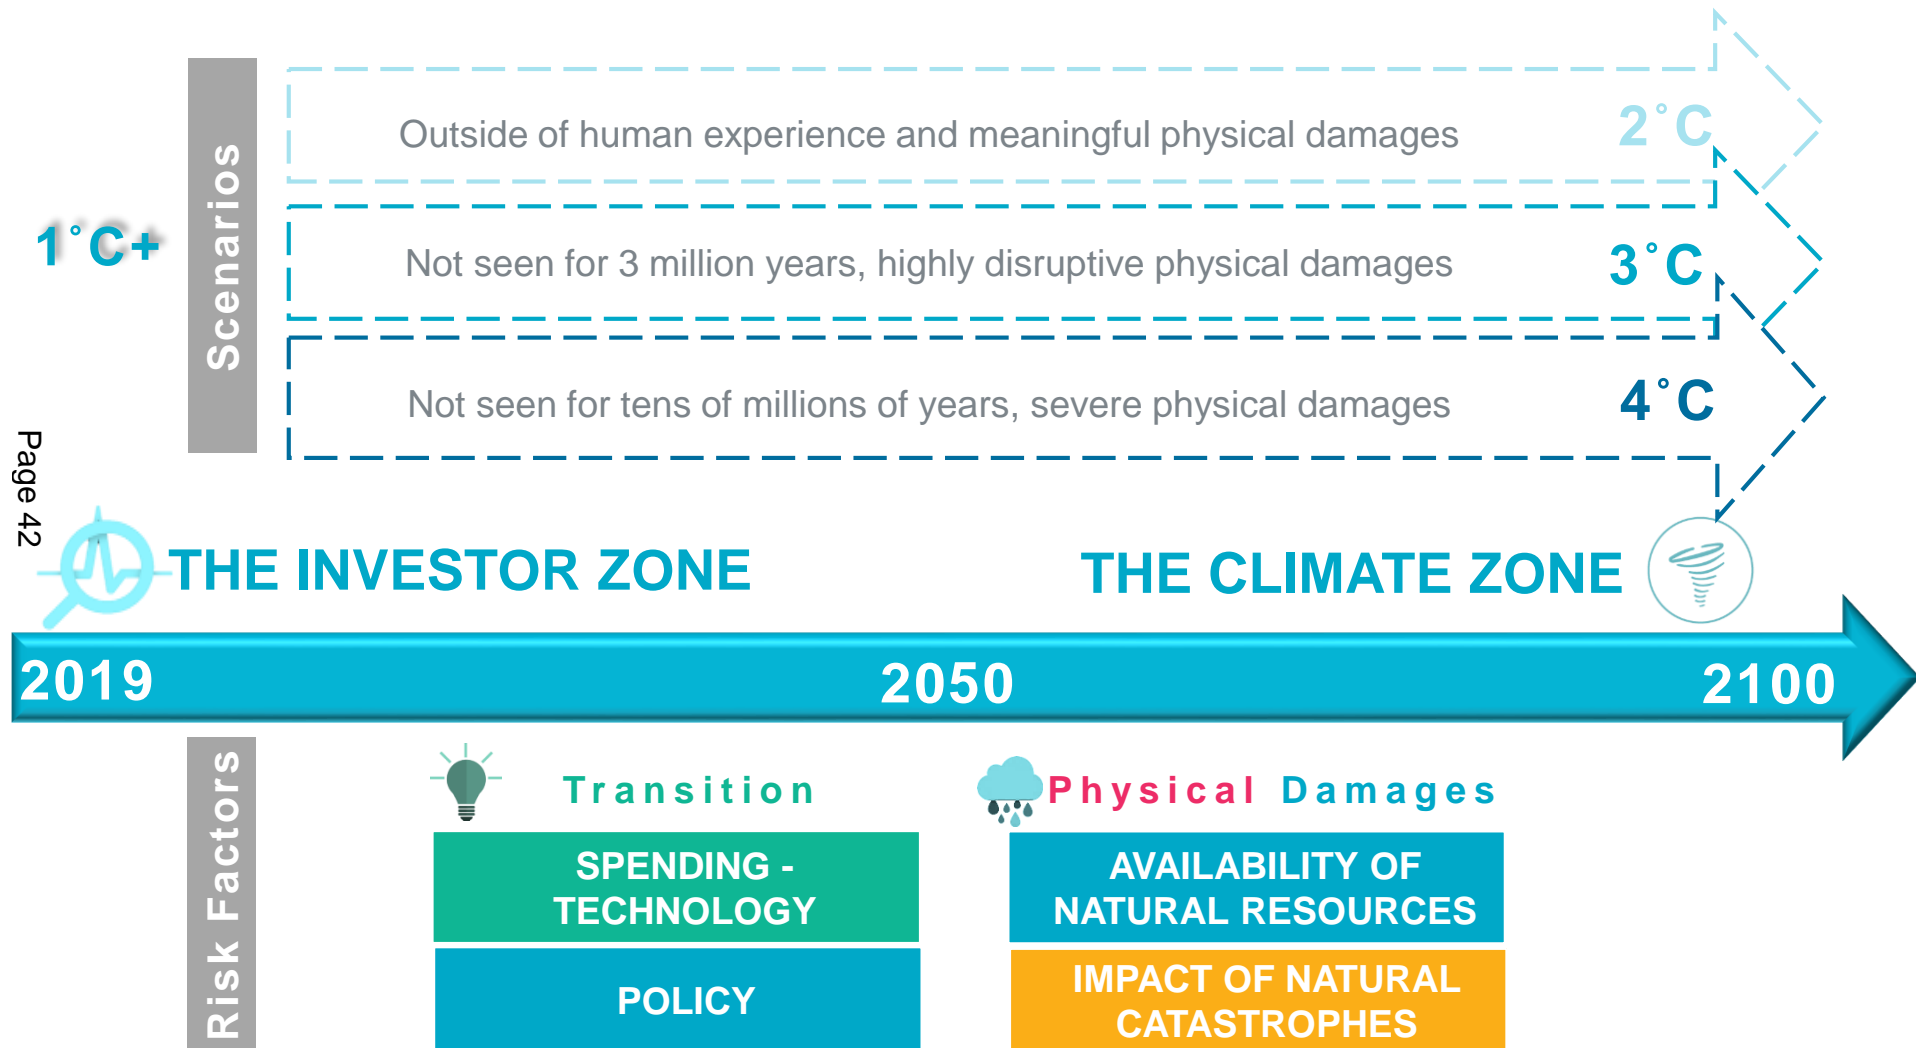 Scenarios
Outside of human experience and meaningful physical damages
2°C
1°C+
Not seen for 3 million years, highly disruptive physical damages
3°C
Not seen for tens of millions of years, severe physical damages
4°C
Page 42
THE INVESTOR ZONE
THE CLIMATE ZONE
2019
2050
2100
Risk Factors
Transition
Physical Damages
SPENDING -
TECHNOLOGY
AVAILABILITY OF
NATURAL RESOURCES
POLICY
IMPACT OF NATURAL
CATASTROPHES